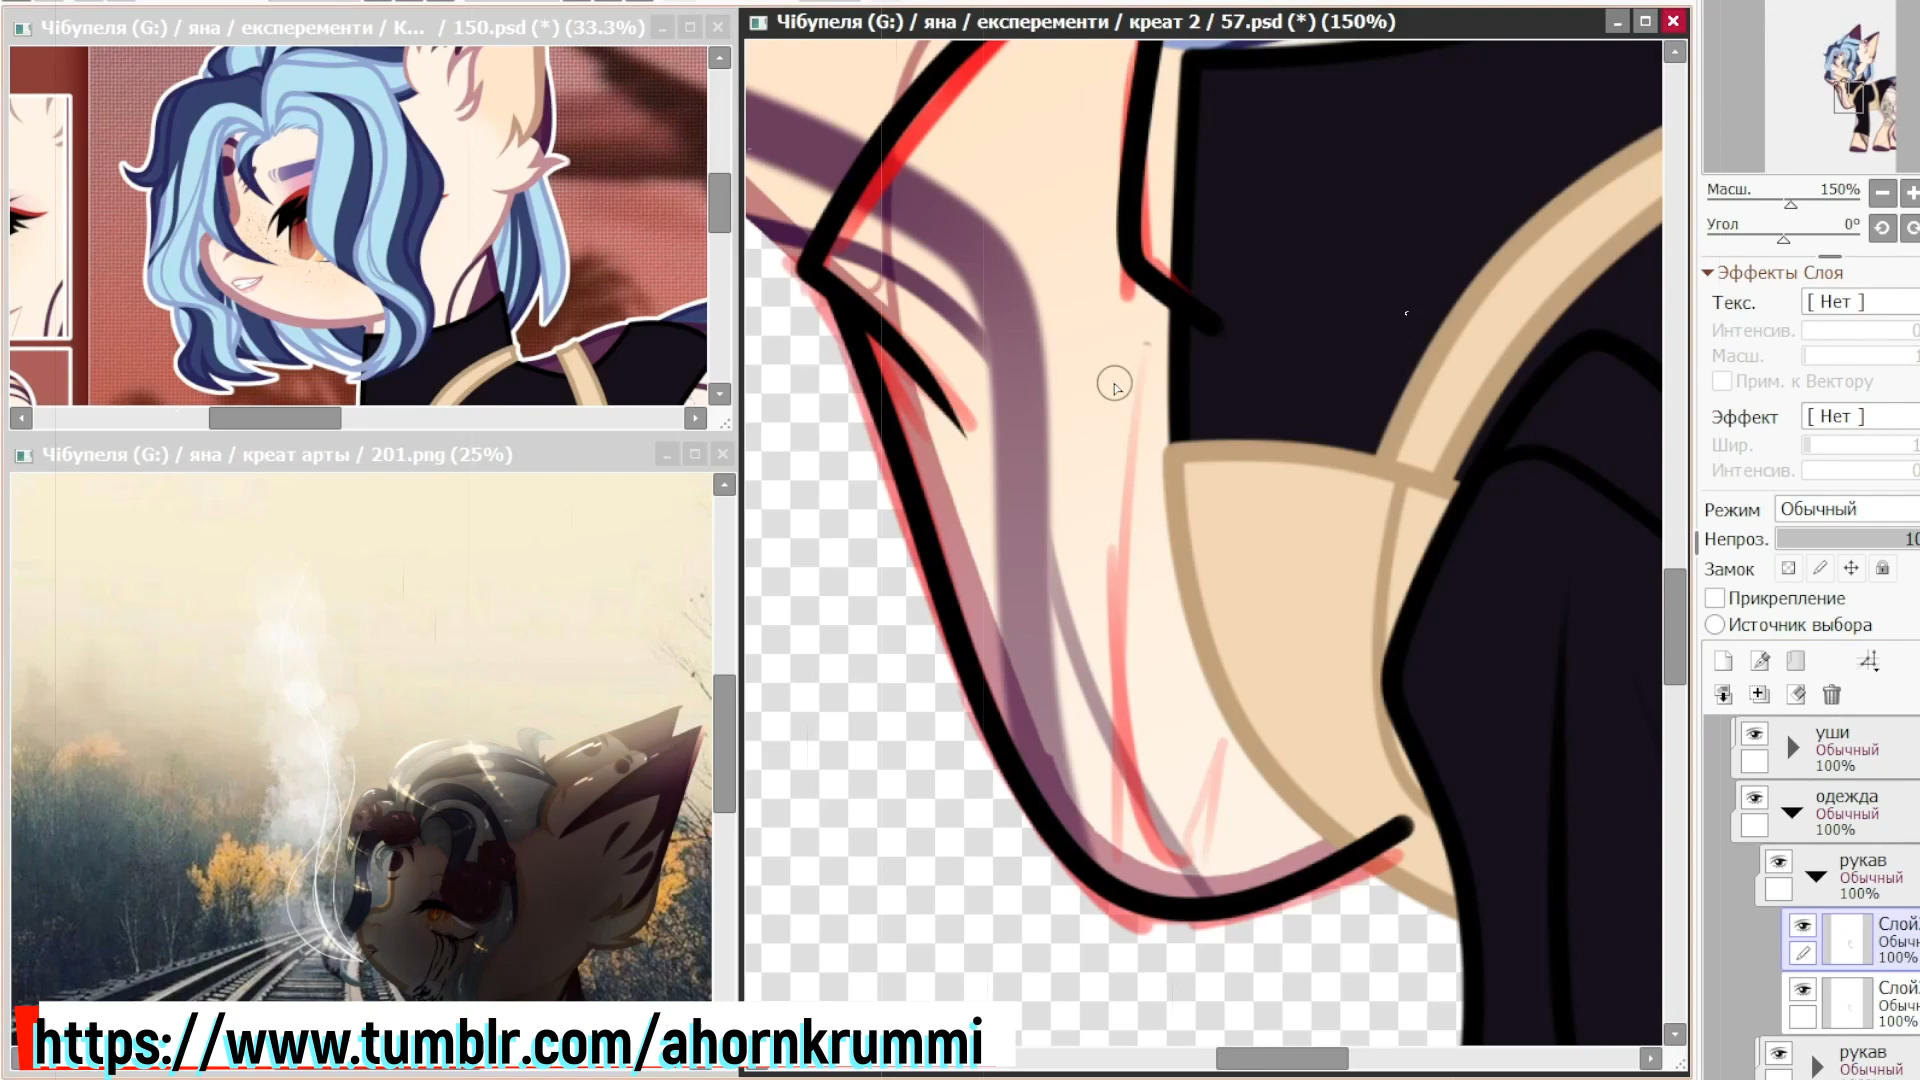 Чібупеля (G:) / яна / експеременти / К... / 150.psd (*) (33.3%)
Чібупеля (G:) / яна / експеременти / креат 2 / 57.psd (*) (150%)
Чібупеля (G:) / яна / креат арты / 201.png (25%)
Масш. 150%
Угол 0°
Эффекты Слоя
Текс. [ Нет ]
Интенсив.
Масш.
Прим. к Вектору
Эффект [ Нет ]
Шир.
Интенсив.
Режим Обычный
Непроз. 10
Замок
Прикрепление
Источник выбора
уши
Обычный
100%
одежда
Обычный
100%
рукав
Обычный
100%
Слой
Обычн
100%
Слой
Обычн
100%
рукав
Обычный
https://www.tumblr.com/ahornkrummi